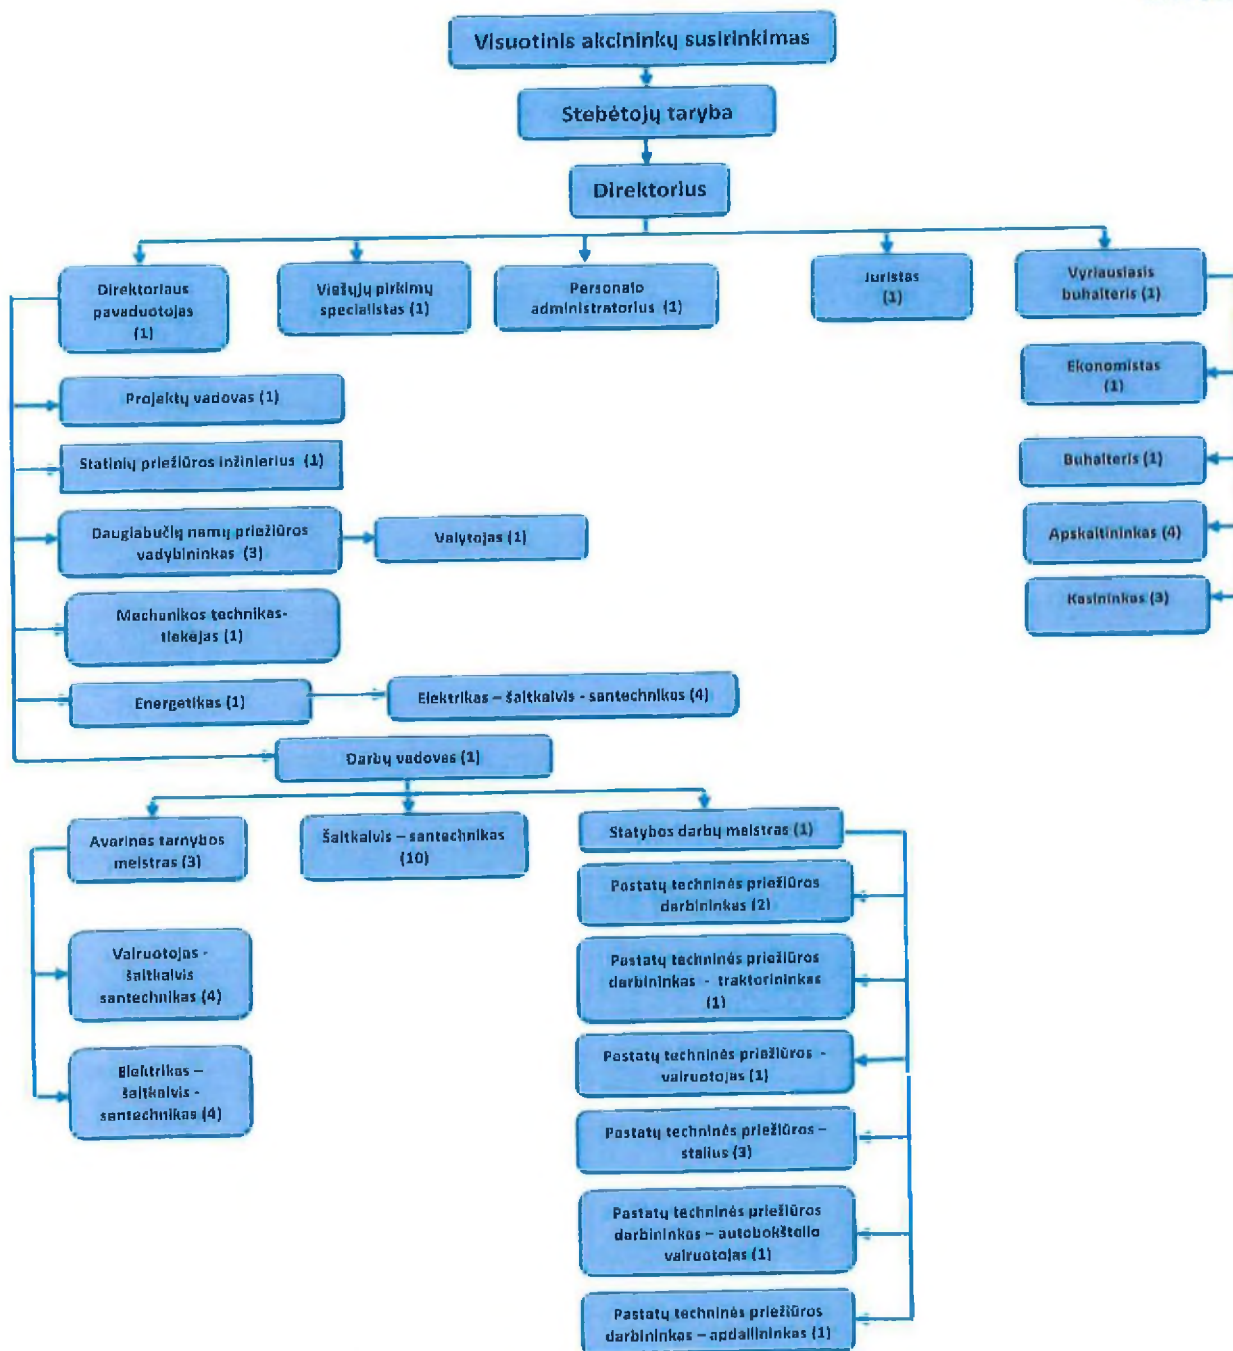 Visuotinis akcininkų susirinkimas
Stebėtojų taryba
Direktorius
Direktoriaus
pavaduotojas
(1)
Viešųjų pirkimų
specialistas (1)
Personalo
administratorius (1)
Juristas
(1)
Vyriausiasis
buhalteris (1)
Ekonomistas
(1)
Buhalteris (1)
Apskaitininkas (4)
Kasininkas (3)
Projektų vadovas (1)
Statinių priežiūros inžinierius (1)
Daugiabučių namų priežiūros
vadybininkas (3)
Valytojas (1)
Mechanikos technikas-
tiekėjas (1)
Energetikas (1)
Elektrikas – šaltkalvis - santechnikas (4)
Darbų vadovas (1)
Avarinės tarnybos
meistras (3)
Šaltkalvis – santechnikas
(10)
Statybos darbų meistras (1)
Vairuotojas -
šaltkalvis
santechnikas (4)
Elektrikas –
šaltkalvis -
santechnikas (4)
Pastatų techninės priežiūros
darbininkas (2)
Pastatų techninės priežiūros
darbininkas - traktorininkas
(1)
Pastatų techninės priežiūros -
vairuotojas (1)
Pastatų techninės priežiūros –
stalius (3)
Pastatų techninės priežiūros
darbininkas – autobokštelio
vairuotojas (1)
Pastatų techninės priežiūros
darbininkas – apdailininkas (1)